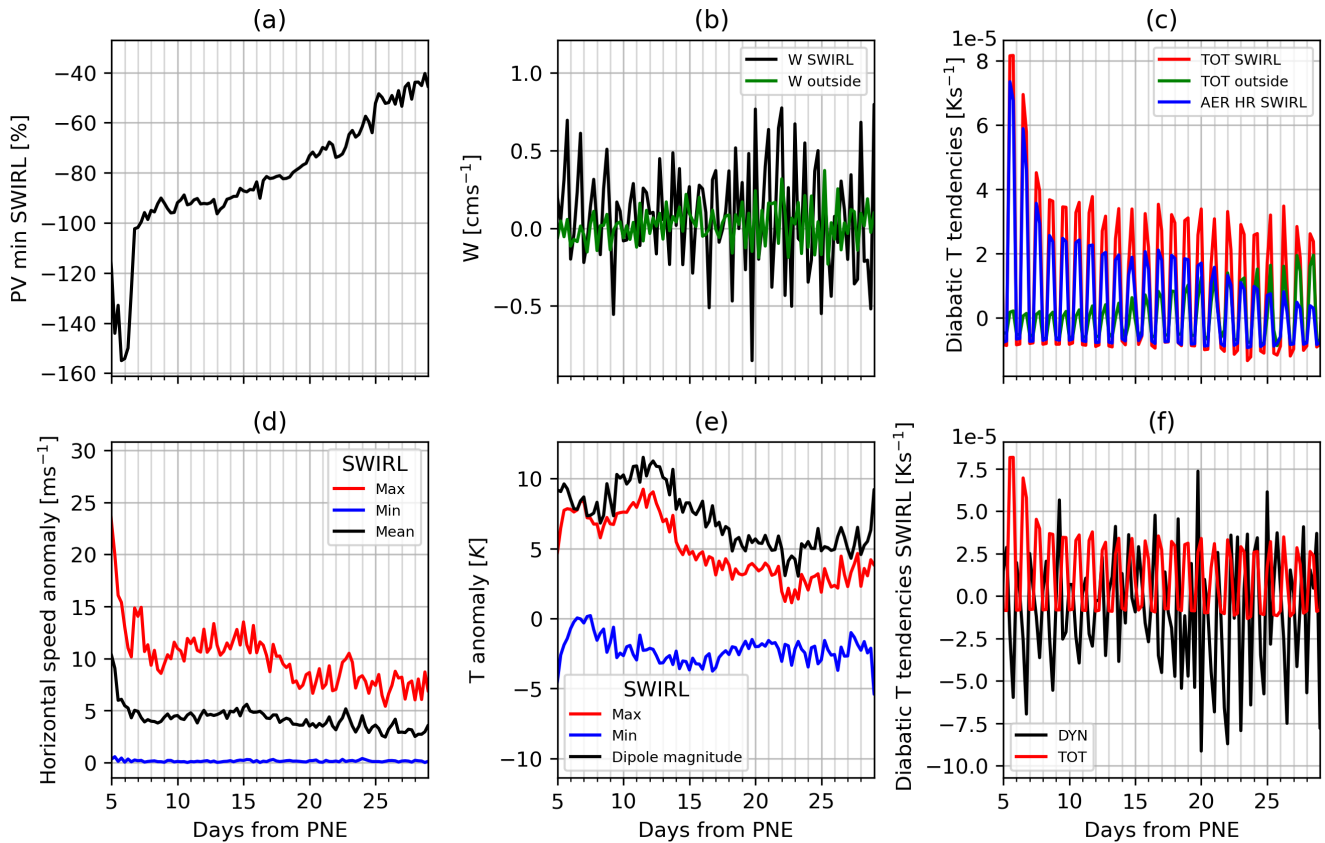 (a)
PV min SWIRL [%]
−40
−60
−80
−100
−120
−140
−160
(b)
W [cms⁻¹]
1.0
0.5
0.0
−0.5
W SWIRL
W outside
(c)
1e-5
Diabatic T tendencies [Ks⁻¹]
8
6
4
2
0
TOT SWIRL
TOT outside
AER HR SWIRL
(d)
Horizontal speed anomaly [ms⁻¹]
30
25
20
15
10
5
0
SWIRL
Max
Min
Mean
5 10 15 20 25
Days from PNE
(e)
T anomaly [K]
10
5
0
−5
−10
SWIRL
Max
Min
Dipole magnitude
5 10 15 20 25
Days from PNE
(f)
1e-5
Diabatic T tendencies SWIRL [Ks⁻¹]
7.5
5.0
2.5
0.0
−2.5
−5.0
−7.5
−10.0
DYN
TOT
5 10 15 20 25
Days from PNE